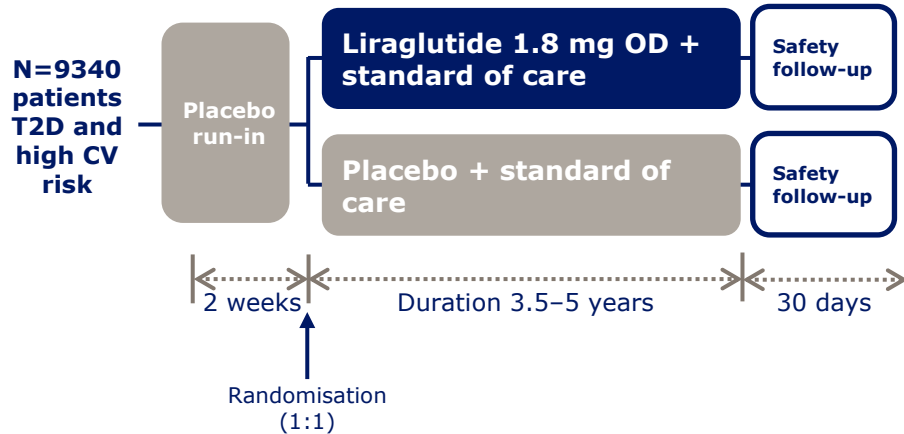 N=9340
patients
T2D and
high CV
risk
Placebo
run-in
Liraglutide 1.8 mg OD +
standard of care
Safety
follow-up
Placebo + standard of
care
Safety
follow-up
2 weeks
Duration 3.5–5 years
30 days
Randomisation
(1:1)